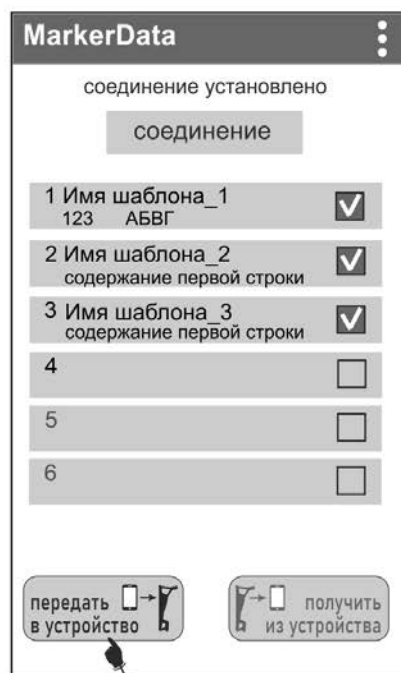 MarkerData
соединение установлено
соединение
1 Имя шаблона_1
123 АБВГ
2 Имя шаблона_2
содержание первой строки
3 Имя шаблона_3
содержание первой строки
4
5
6
передать
в устройство
получить
из устройства